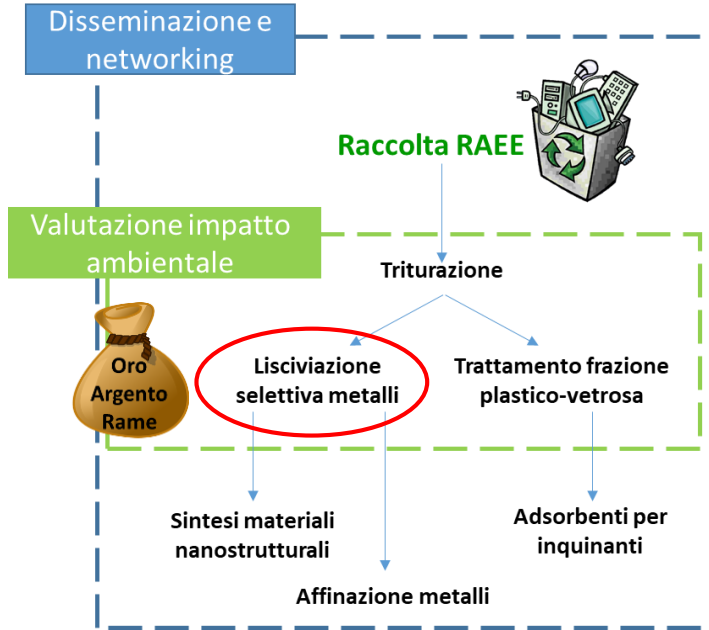 Disseminazione e
networking
Raccolta RAEE
Valutazione impatto
ambientale
Triturazione
Oro
Argento
Rame
Lisciviazione
selettiva metalli
Trattamento frazione
plastico-vetrosa
Sintesi materiali
nanostrutturali
Adsorbenti per
inquinanti
Affinazione metalli